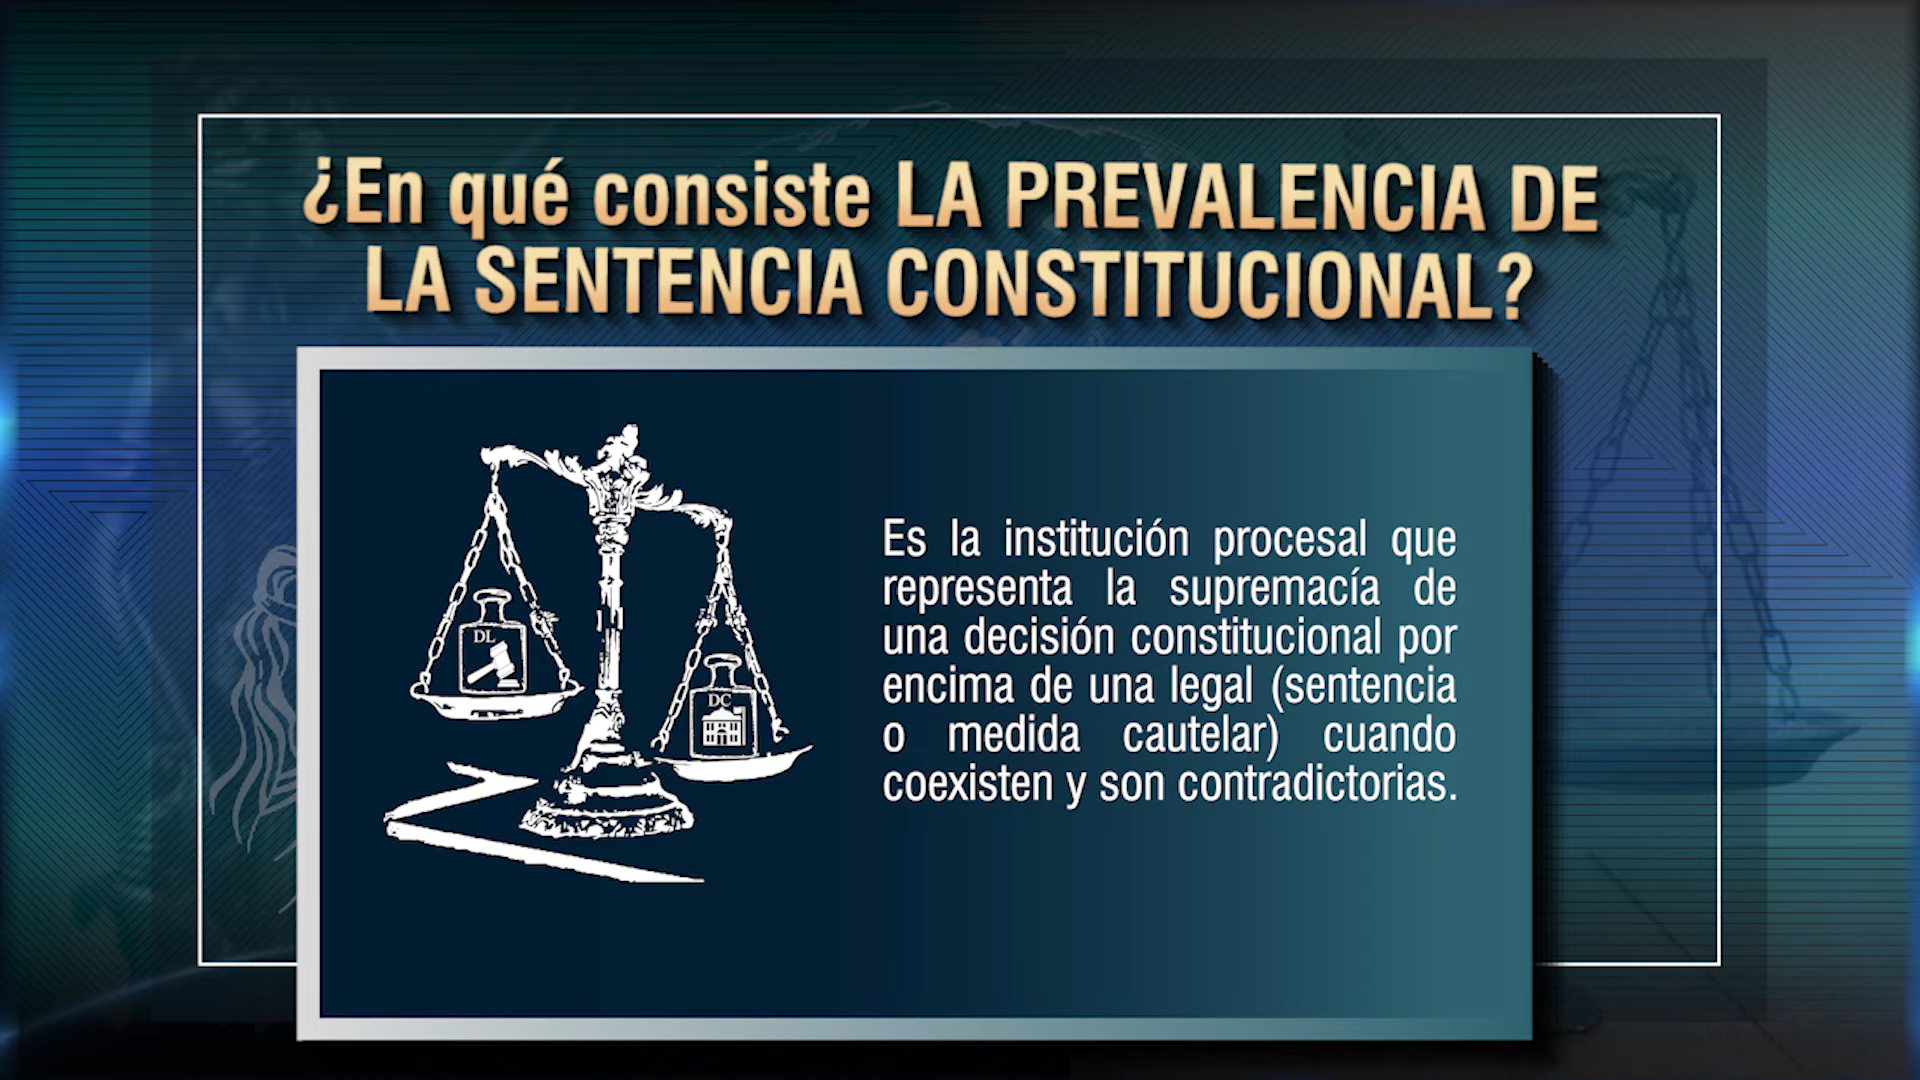 ¿En qué consiste LA PREVALENCIA DE
LA SENTENCIA CONSTITUCIONAL?
DL
DC
Es la institución procesal que
representa la supremacía de
una decisión constitucional por
encima de una legal (sentencia
o medida cautelar) cuando
coexisten y son contradictorias.